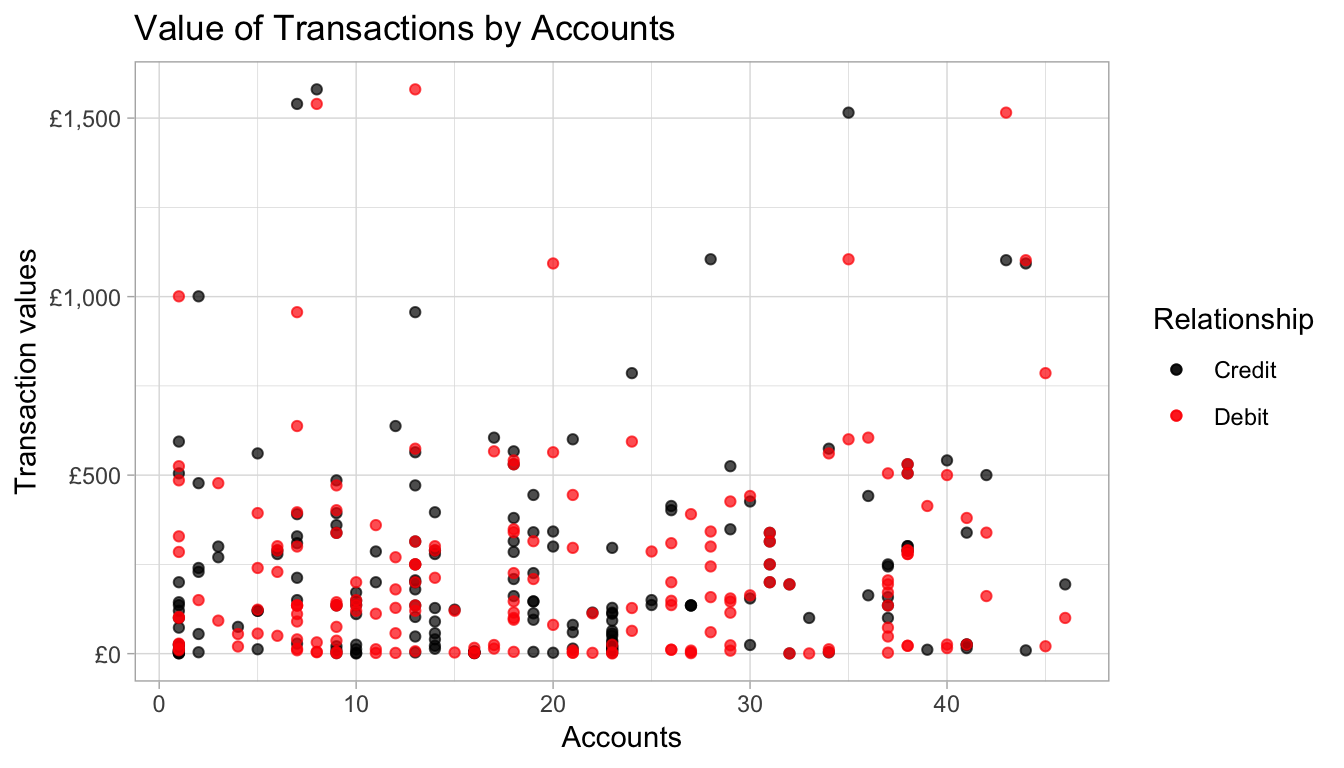 Value of Transactions by Accounts
Transaction values
£1,500
£1,000
£500
£0
0 10 20 30 40
Accounts
Relationship
Credit
Debit